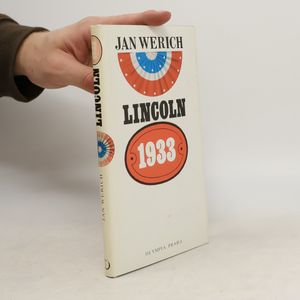 JAN WERICH
LINCOLN
1933
OLYMPIA PRAHA
LINCOLN
JAN WERICH